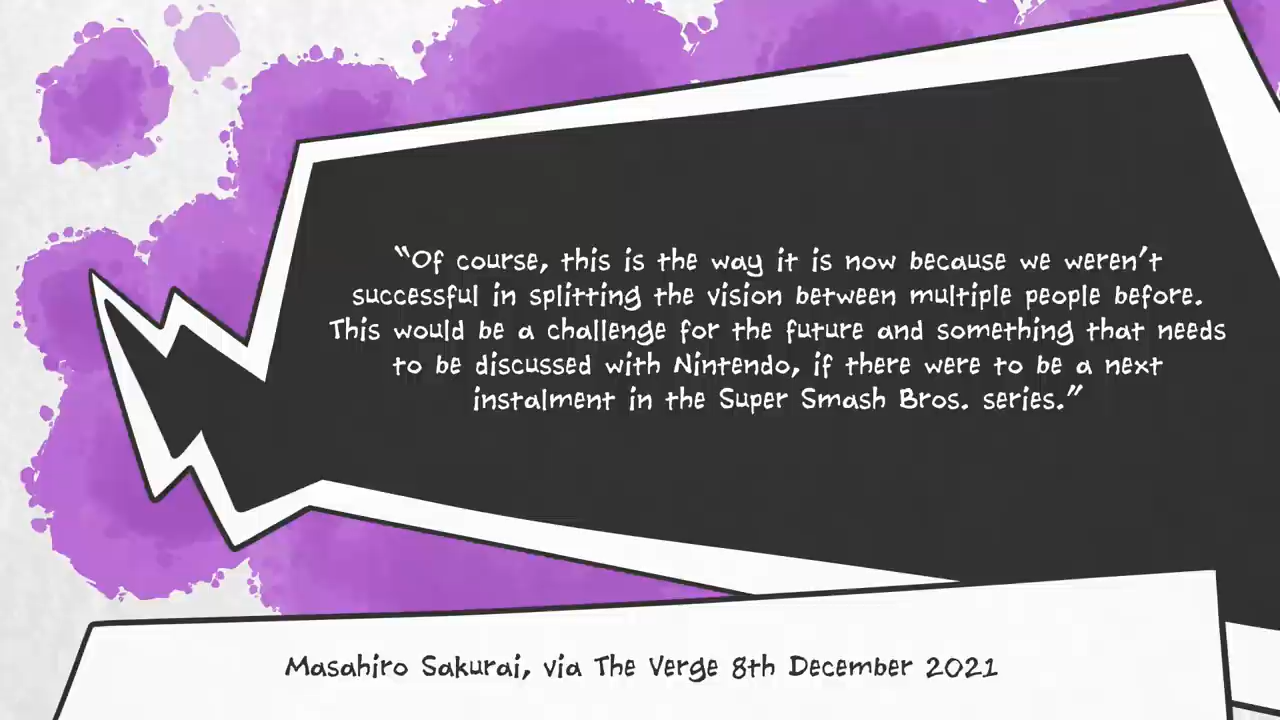 “Of course, this is the way it is now because we weren’t
successful in splitting the vision between multiple people before.
This would be a challenge for the future and something that needs
to be discussed with Nintendo, if there were to be a next
instalment in the Super Smash Bros. series.”
Masahiro Sakurai, via The Verge 8th December 2021